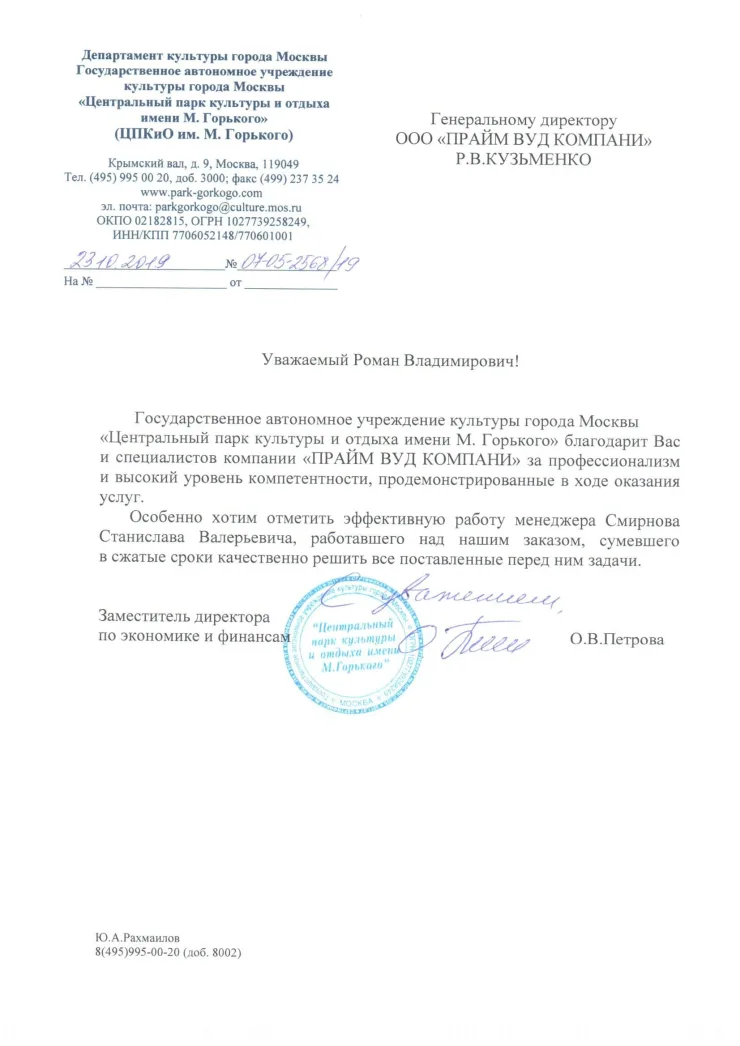 Департамент культуры города Москвы
Государственное автономное учреждение
культуры города Москвы
«Центральный парк культуры и отдыха
имени М. Горького»
(ЦПКиО им. М. Горького)
Крымский вал, д. 9, Москва, 119049
Тел. (495) 995 00 20, доб. 3000; факс (499) 237 35 24
www.park-gorkogo.com
эл. почта: parkgorkogo@culture.mos.ru
ОКПО 02182815, ОГРН 1027739258249,
ИНН/КПП 7706052148/770601001
23.10.2019 № 07-05-2568/19
На № от
Генеральному директору
ООО «ПРАЙМ ВУД КОМПАНИ»
Р.В.КУЗЬМЕНКО
Уважаемый Роман Владимирович!
Государственное автономное учреждение культуры города Москвы
«Центральный парк культуры и отдыха имени М. Горького» благодарит Вас
и специалистов компании «ПРАЙМ ВУД КОМПАНИ» за профессионализм
и высокий уровень компетентности, продемонстрированные в ходе оказания
услуг.
Особенно хотим отметить эффективную работу менеджера Смирнова
Станислава Валерьевича, работавшего над нашим заказом, сумевшего
в сжатые сроки качественно решить все поставленные перед ним задачи.
С уважением,
Заместитель директора
по экономике и финансам
О.В.Петрова
"Центральный
парк культуры
и отдыха имени
М.Горького"
МОСКВА
Ю.А.Рахмаилов
8(495)995-00-20 (доб. 8002)